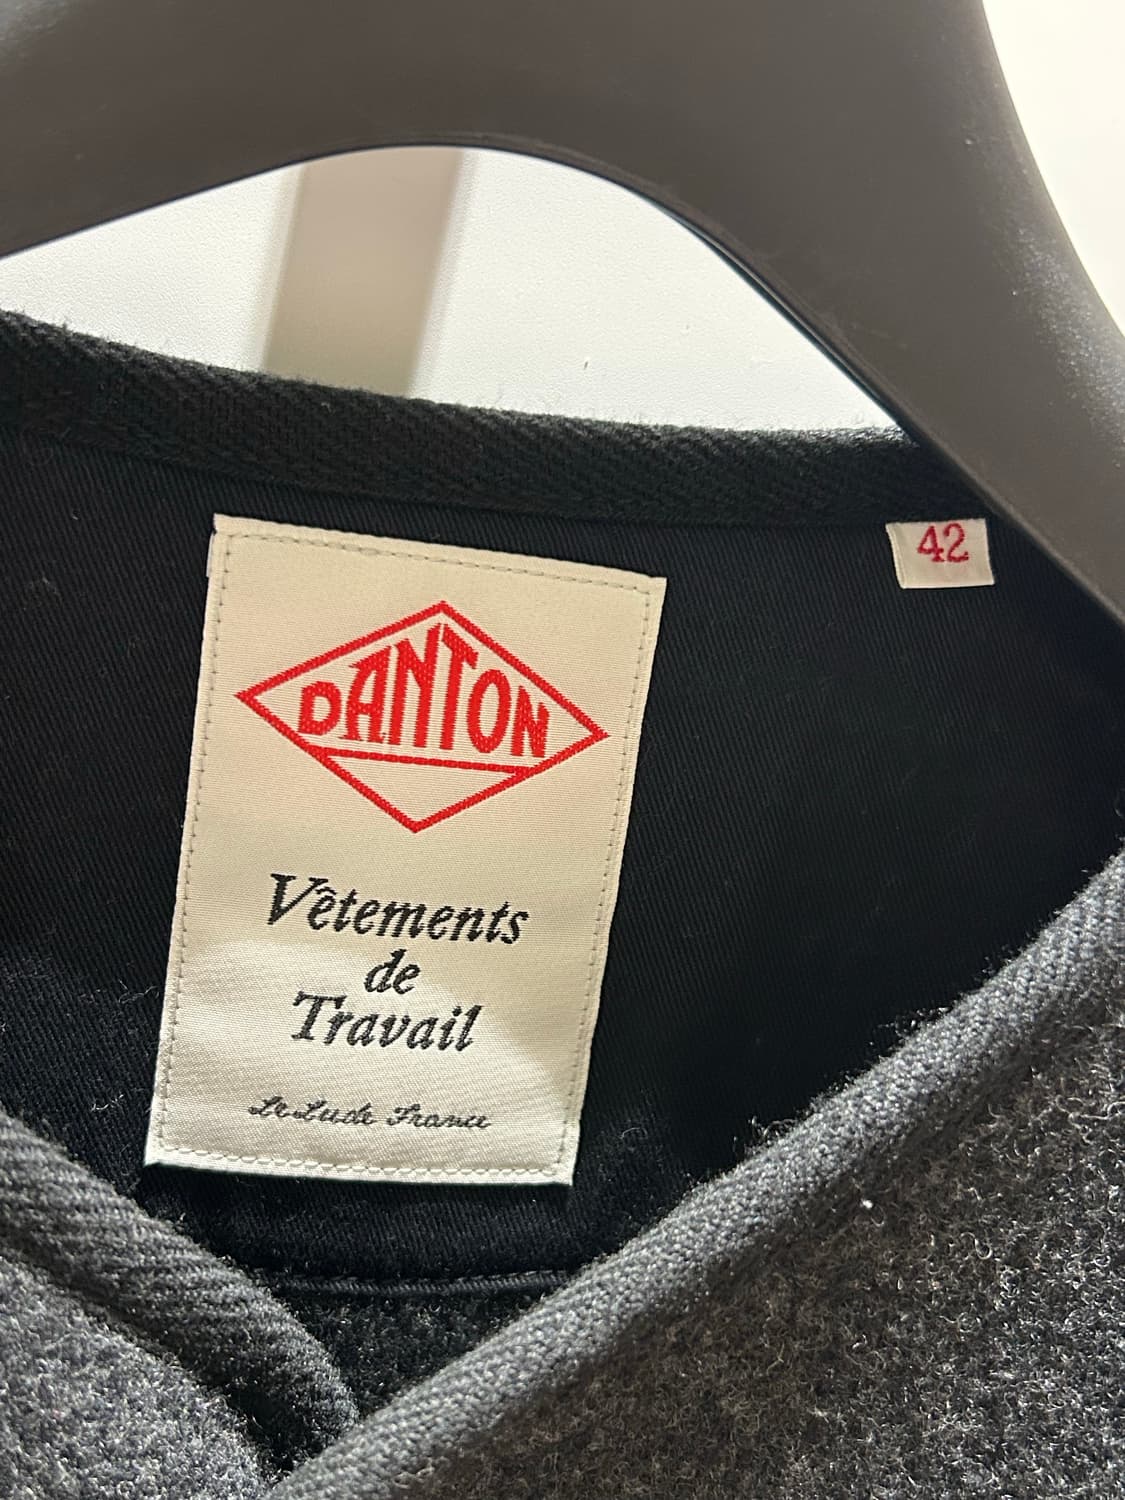 42
DANTON
Vêtements
de
Travail
Le Lude France